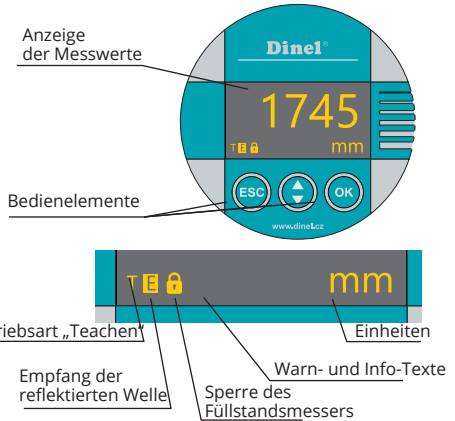 Anzeige
der Messwerte
Dinel®
1745
T E mm
Bedienelemente
ESC OK
www.dinel.cz
T E mm
„Teachen“
Einheiten
Warn- und Info-Texte
Empfang der
reflektierten Welle
Sperre des
Füllstandsmessers